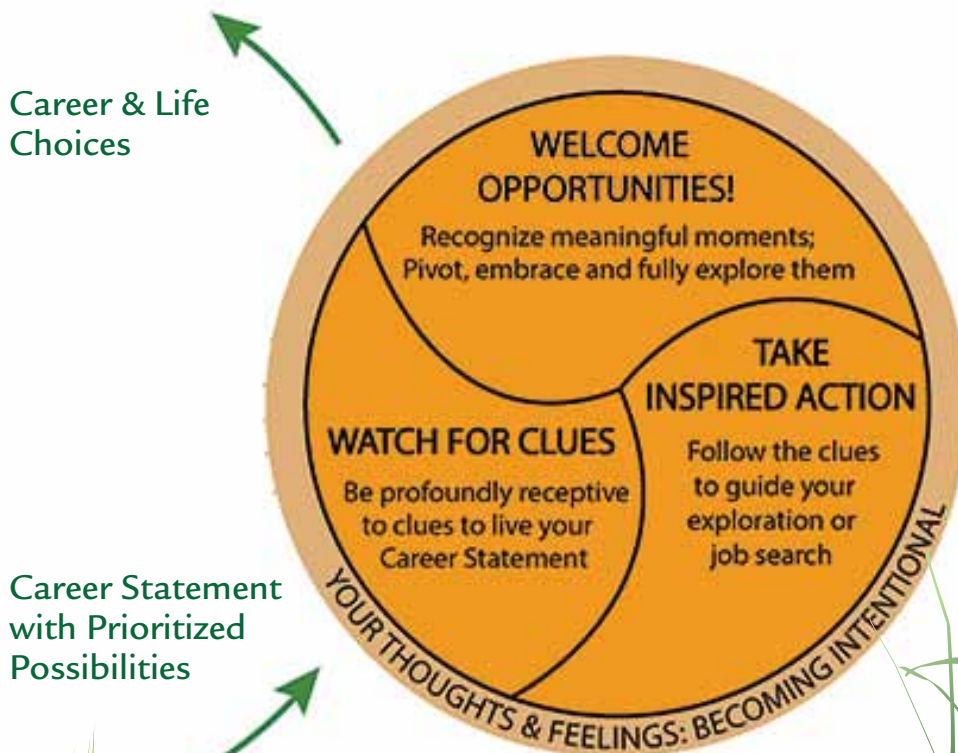 Career & Life
Choices
WELCOME
OPPORTUNITIES!
Recognize meaningful moments;
Pivot, embrace and fully explore them
TAKE
INSPIRED ACTION
Follow the clues
to guide your
exploration or
job search
WATCH FOR CLUES
Be profoundly receptive
to clues to live your
Career Statement
Career Statement
with Prioritized
Possibilities
YOUR THOUGHTS & FEELINGS: BECOMING INTENTIONAL